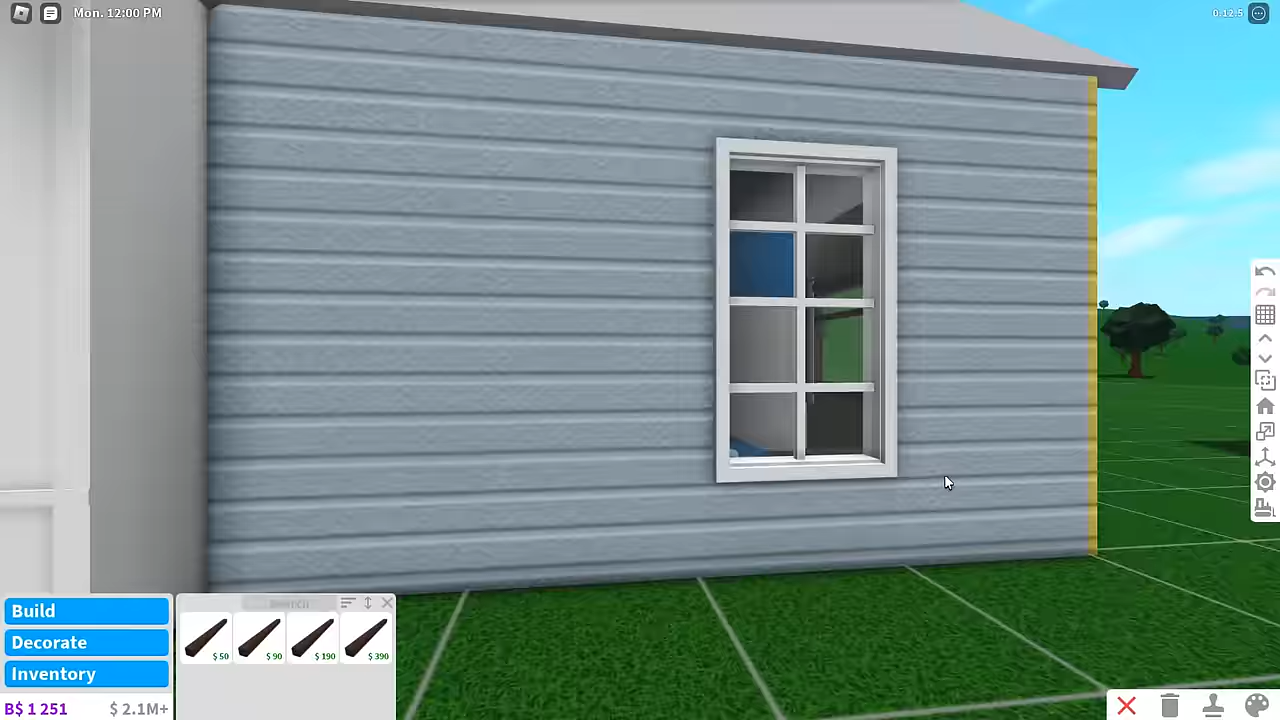 Mon. 12:00 PM
0:12.5
Build
Decorate
Inventory
B$ 1 251
$ 2.1M+
$ 50
$ 90
$ 190
$ 390